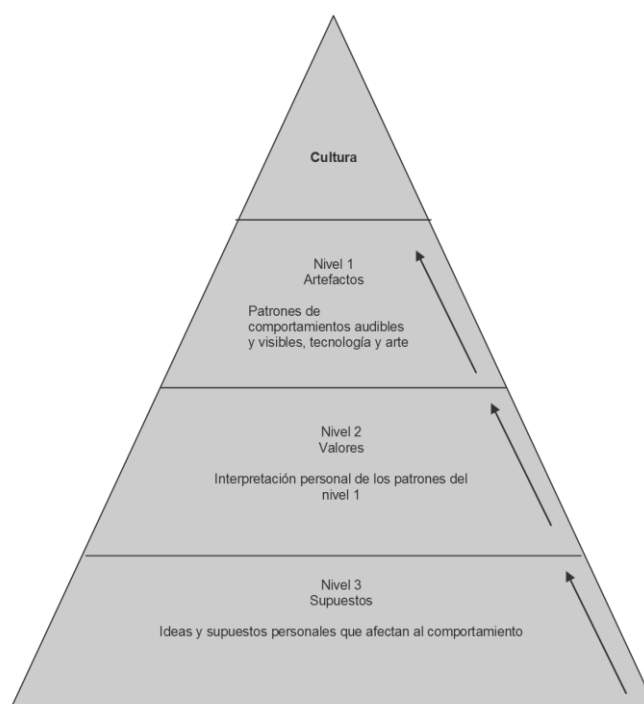 Cultura
Nivel 1
Artefactos
Patrones de
comportamientos audibles
y visibles, tecnología y arte
Nivel 2
Valores
Interpretación personal de los patrones del
nivel 1
Nivel 3
Supuestos
Ideas y supuestos personales que afectan al comportamiento